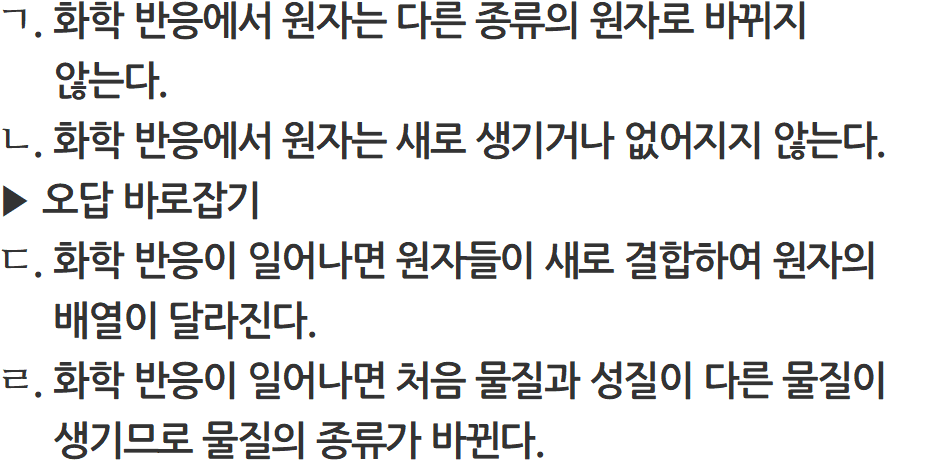 ㄱ. 화학 반응에서 원자는 다른 종류의 원자로 바뀌지
않는다.
ㄴ. 화학 반응에서 원자는 새로 생기거나 없어지지 않는다.
▶ 오답 바로잡기
ㄷ. 화학 반응이 일어나면 원자들이 새로 결합하여 원자의
배열이 달라진다.
ㄹ. 화학 반응이 일어나면 처음 물질과 성질이 다른 물질이
생기므로 물질의 종류가 바뀐다.